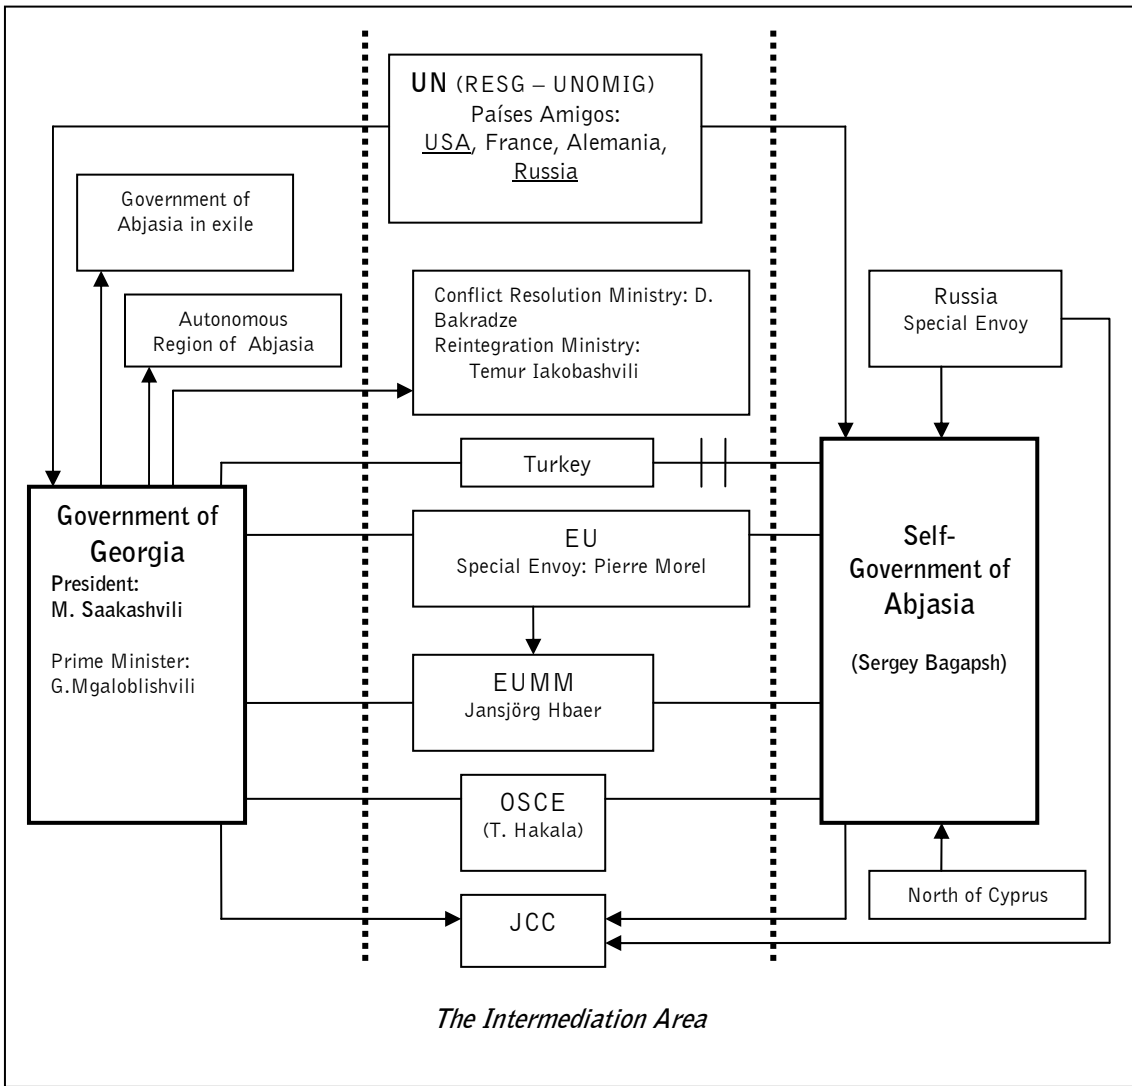 UN (RESG – UNOMIG)
Países Amigos:
USA, France, Alemania,
Russia
Government of
Abjasia in exile
Autonomous
Region of Abjasia
Conflict Resolution Ministry: D.
Bakradze
Reintegration Ministry:
Temur Iakobashvili
Russia
Special Envoy
Turkey
Government of
Georgia
President:
M. Saakashvili
Prime Minister:
G.Mgaloblishvili
EU
Special Envoy: Pierre Morel
Self-
Government of
Abjasia
(Sergey Bagapsh)
EUMM
Jansjörg Hbaer
OSCE
(T. Hakala)
North of Cyprus
JCC
The Intermediation Area